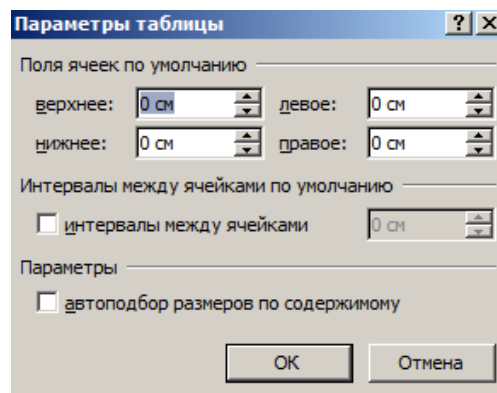 Параметры таблицы
Поля ячеек по умолчанию
верхнее: 0 см левое: 0 см
нижнее: 0 см правое: 0 см
Интервалы между ячейками по умолчанию
интервалы между ячейками 0 см
Параметры
автоподбор размеров по содержимому
ОК Отмена